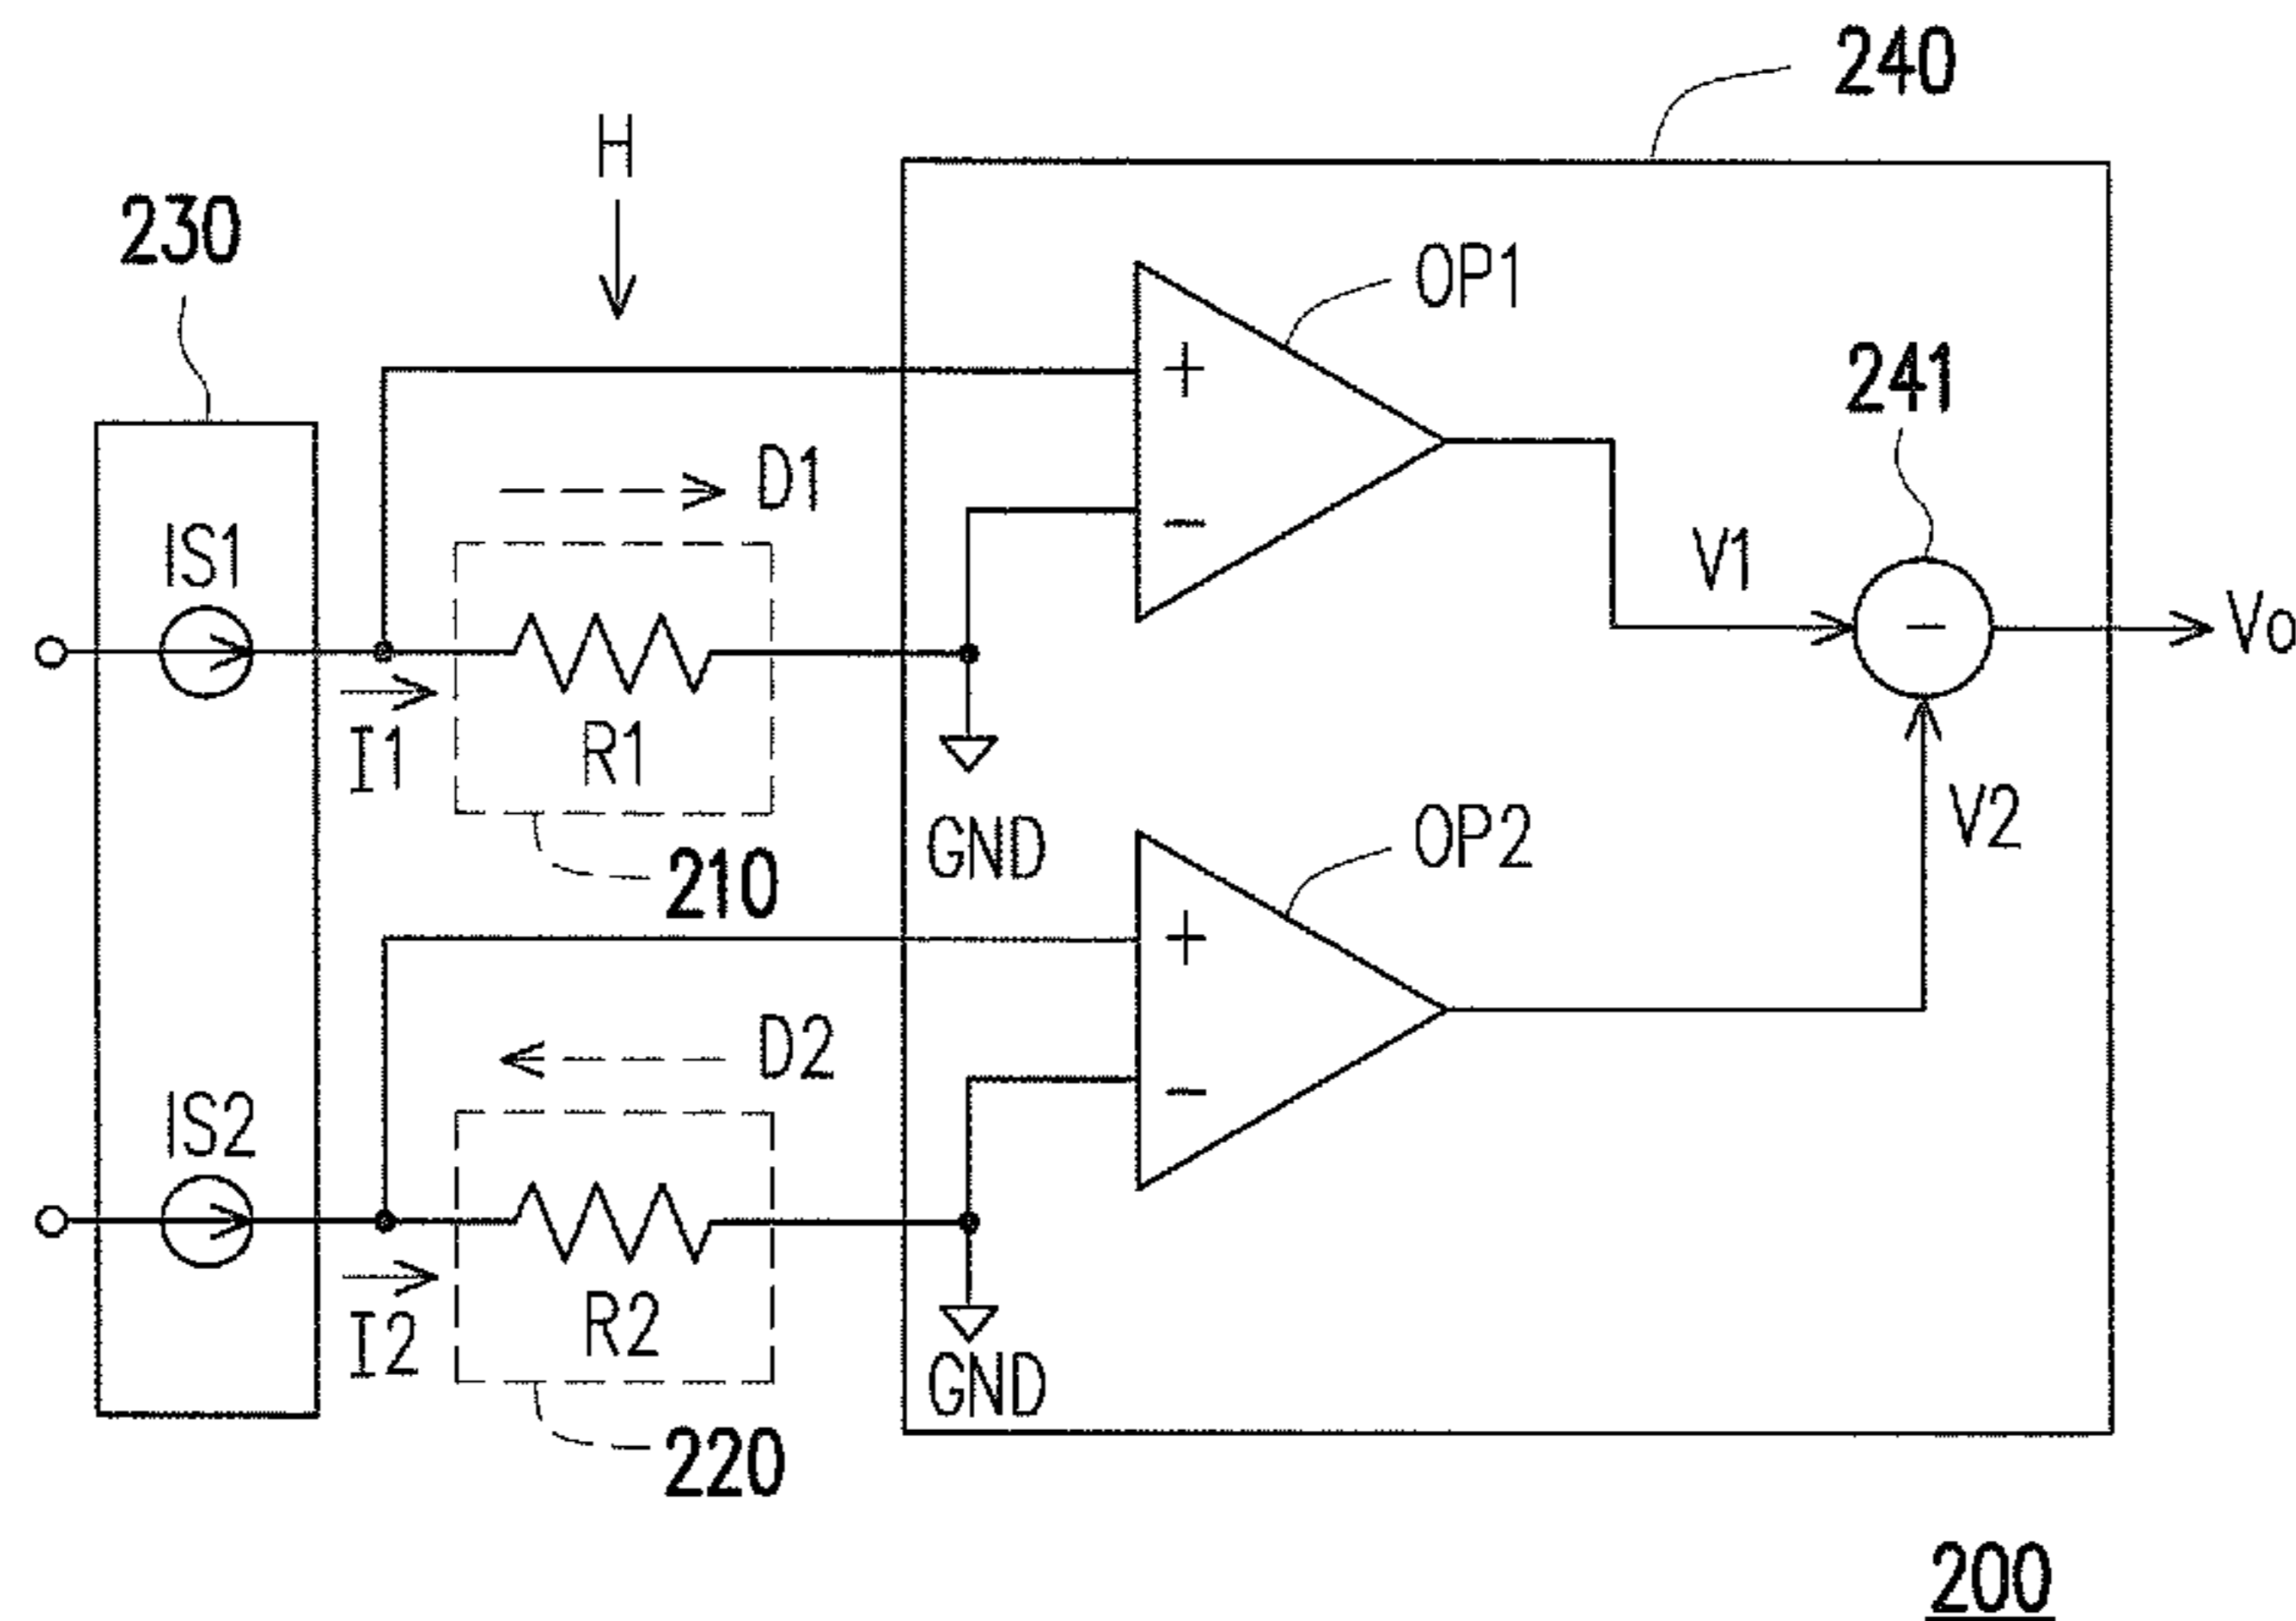 240
H
230
OP1
+
241
D1
-
IS1
V1
-
Vo
I1
R1
GND
OP2
V2
210
+
D2
-
IS2
I2
R2
GND
220
200